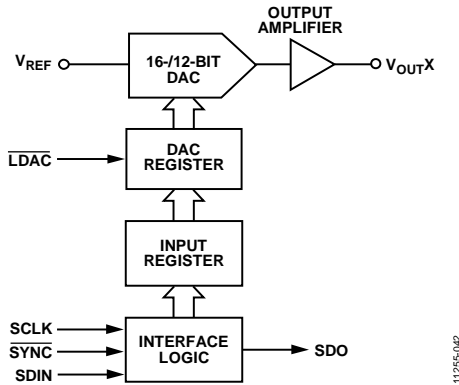 OUTPUT
AMPLIFIER
VREF
16-/12-BIT
DAC
VOUTX
LDAC
DAC
REGISTER
INPUT
REGISTER
SCLK
SYNC
SDIN
INTERFACE
LOGIC
SDO
11255-042